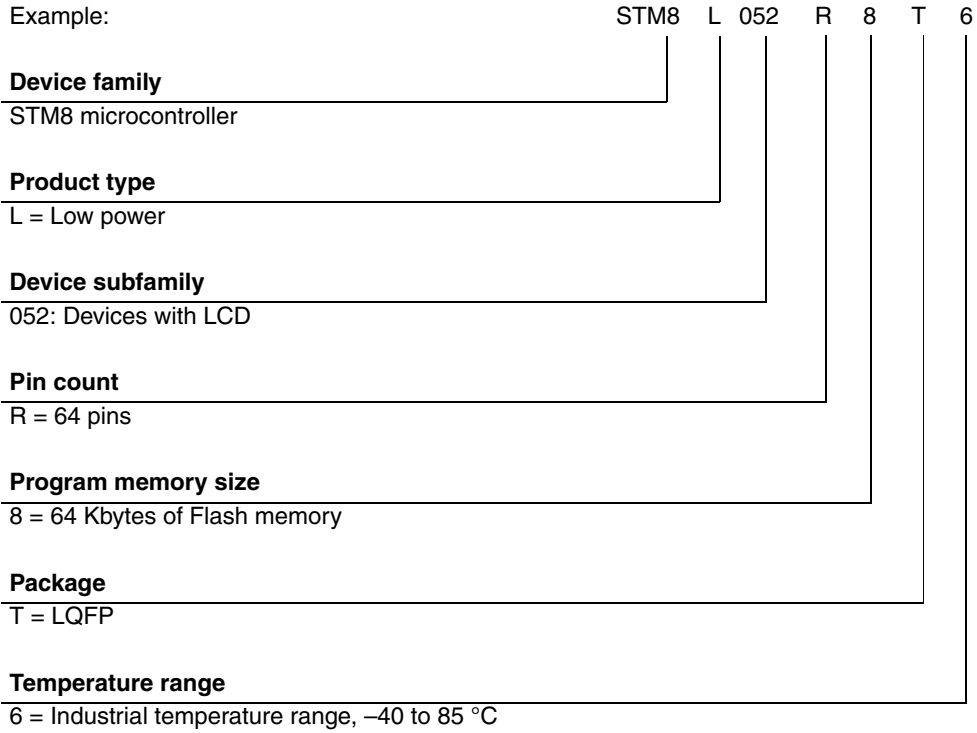 Example: STM8 L 052 R 8 T 6
Device family
STM8 microcontroller
Product type
L = Low power
Device subfamily
052: Devices with LCD
Pin count
R = 64 pins
Program memory size
8 = 64 Kbytes of Flash memory
Package
T = LQFP
Temperature range
6 = Industrial temperature range, –40 to 85 °C